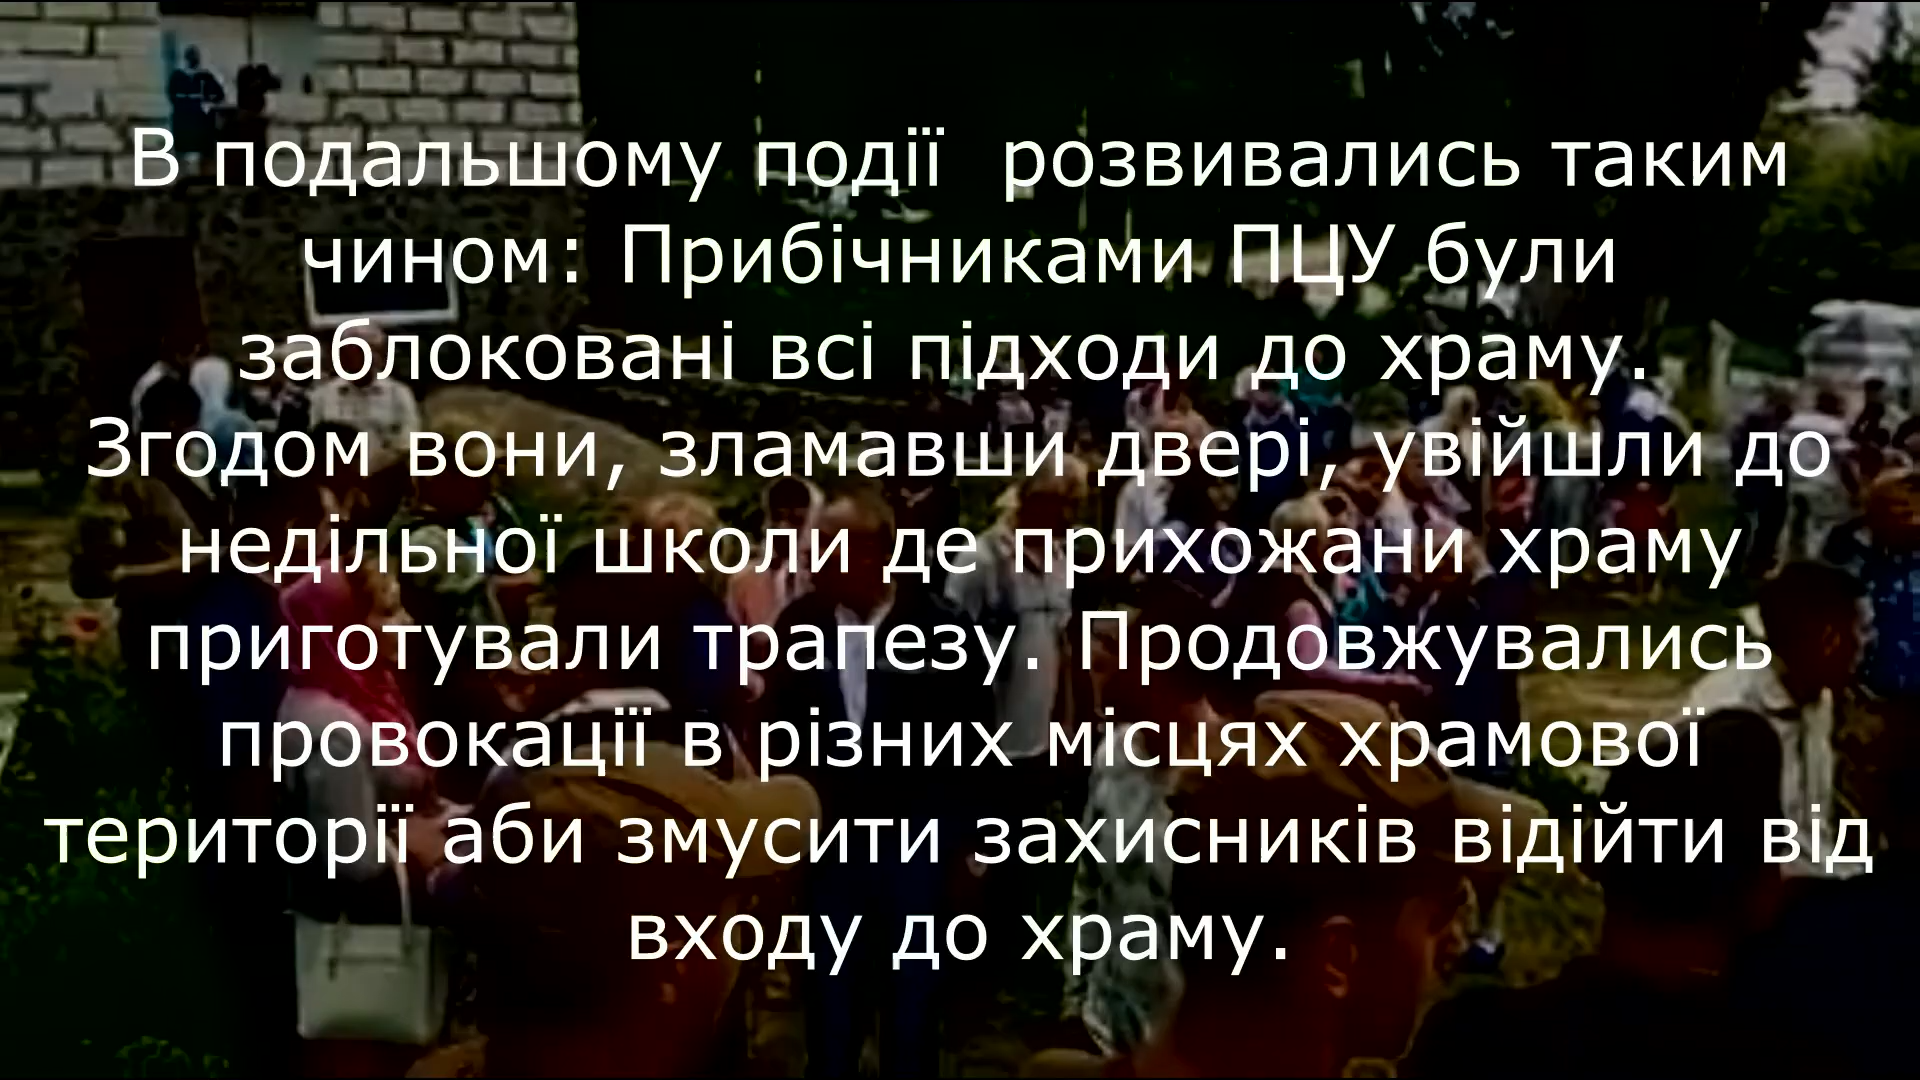 В подальшому події  розвивались таким
чином: Прибічниками ПЦУ були
заблоковані всі підходи до храму.
Згодом вони, зламавши двері, увійшли до
недільної школи де прихожани храму
приготували трапезу. Продовжувались
провокації в різних місцях храмової
території аби змусити захисників відійти від
входу до храму.